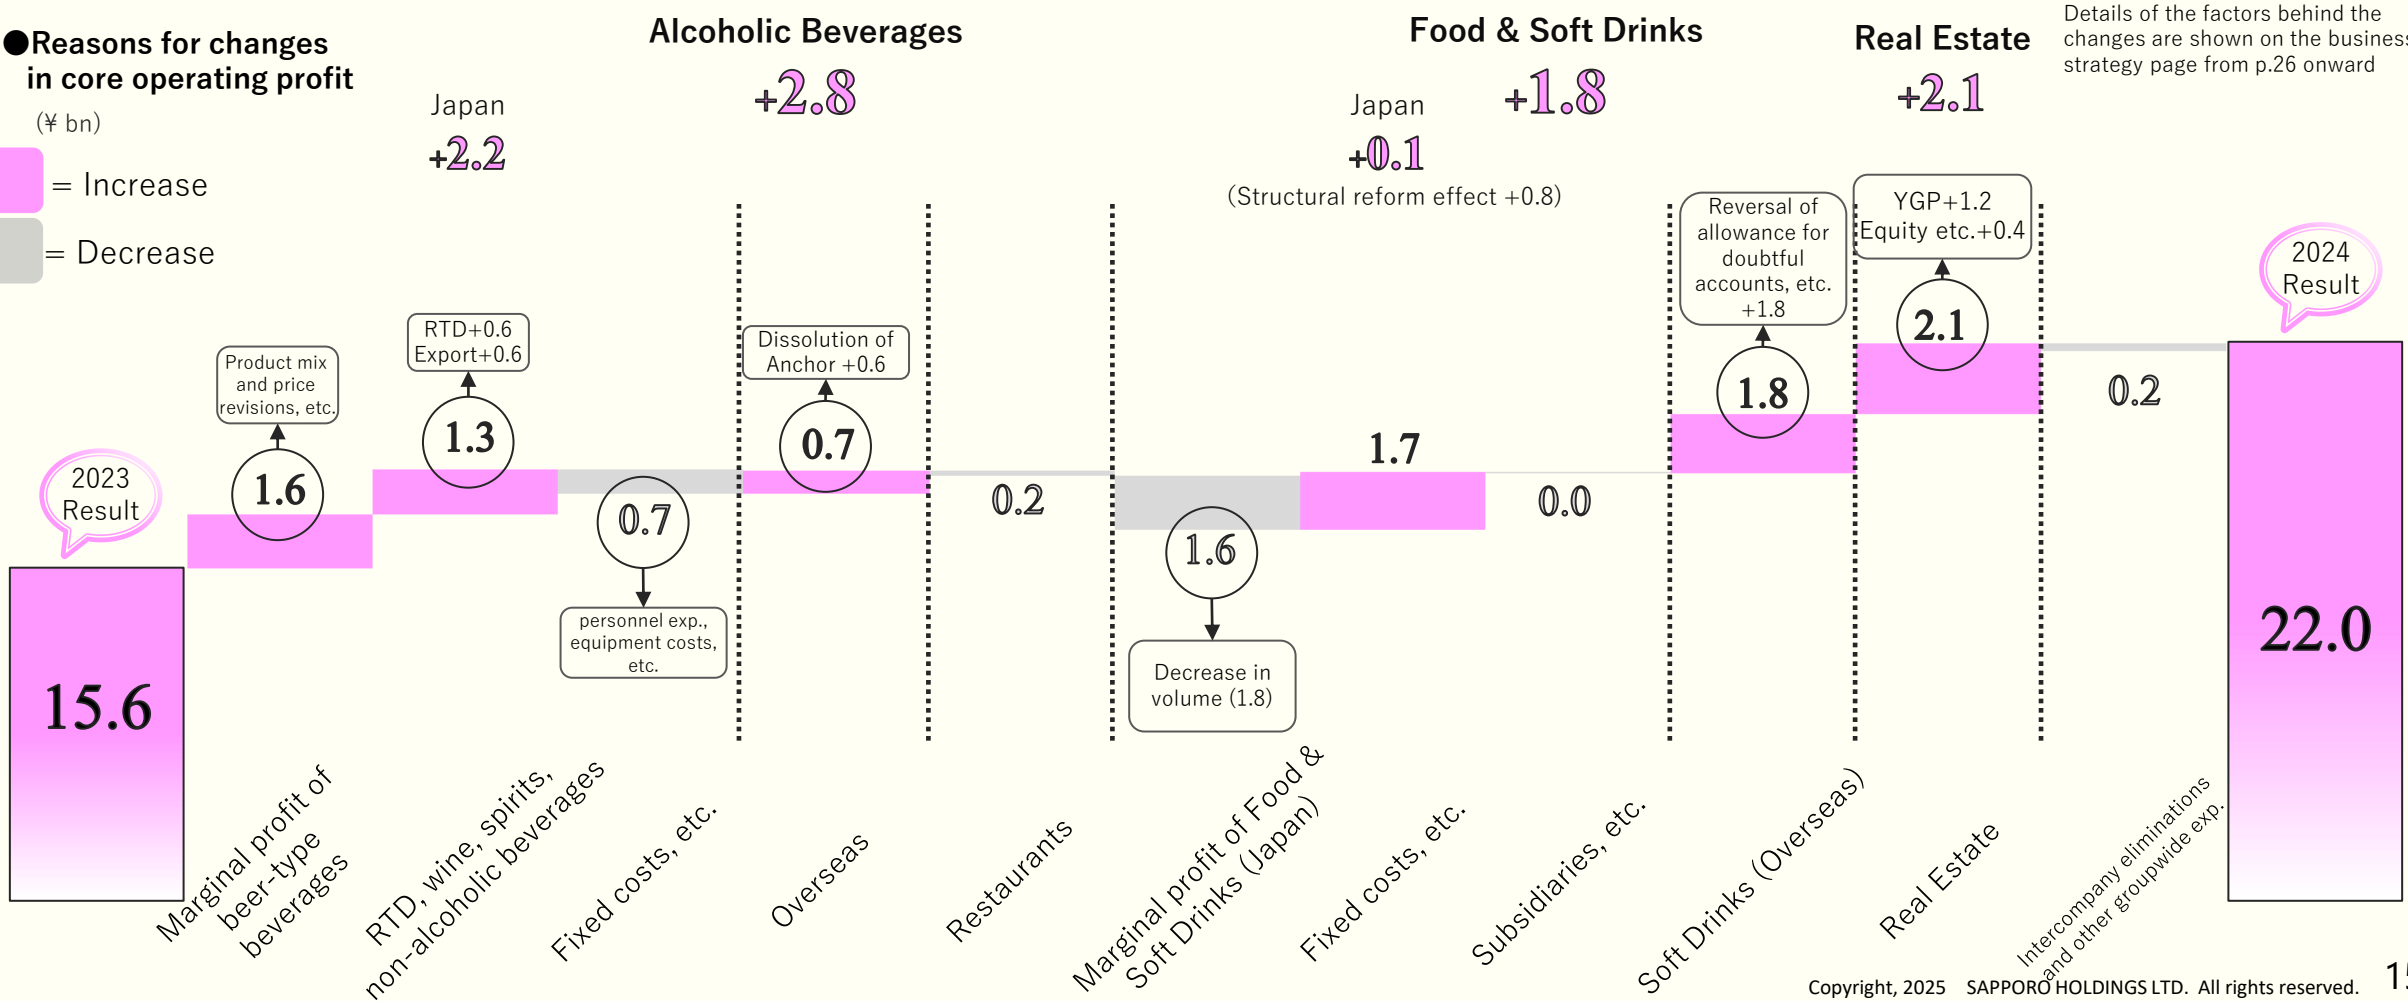 ●Reasons for changes
in core operating profit
(¥ bn)
= Increase
= Decrease
Alcoholic Beverages
+2.8
Japan
+2.2
Food & Soft Drinks
+1.8
Japan
+0.1
(Structural reform effect +0.8)
Real Estate
+2.1
Details of the factors behind the
changes are shown on the business
strategy page from p.26 onward
2023
Result
15.6
Product mix
and price
revisions, etc.
1.6
RTD+0.6
Export+0.6
1.3
0.7
personnel exp.,
equipment costs,
etc.
Dissolution of
Anchor +0.6
0.7
0.2
1.6
Decrease in
volume (1.8)
1.7
0.0
Reversal of
allowance for
doubtful
accounts, etc.
+1.8
1.8
YGP+1.2
Equity etc.+0.4
2.1
0.2
2024
Result
22.0
Marginal profit of
beer-type
beverages
RTD, wine, spirits,
non-alcoholic beverages
Fixed costs, etc.
Overseas
Restaurants
Marginal profit of Food &
Soft Drinks (Japan)
Fixed costs, etc.
Subsidiaries, etc.
Soft Drinks (Overseas)
Real Estate
Intercompany eliminations
and other groupwide exp.
Copyright, 2025 SAPPORO HOLDINGS LTD. All rights reserved.